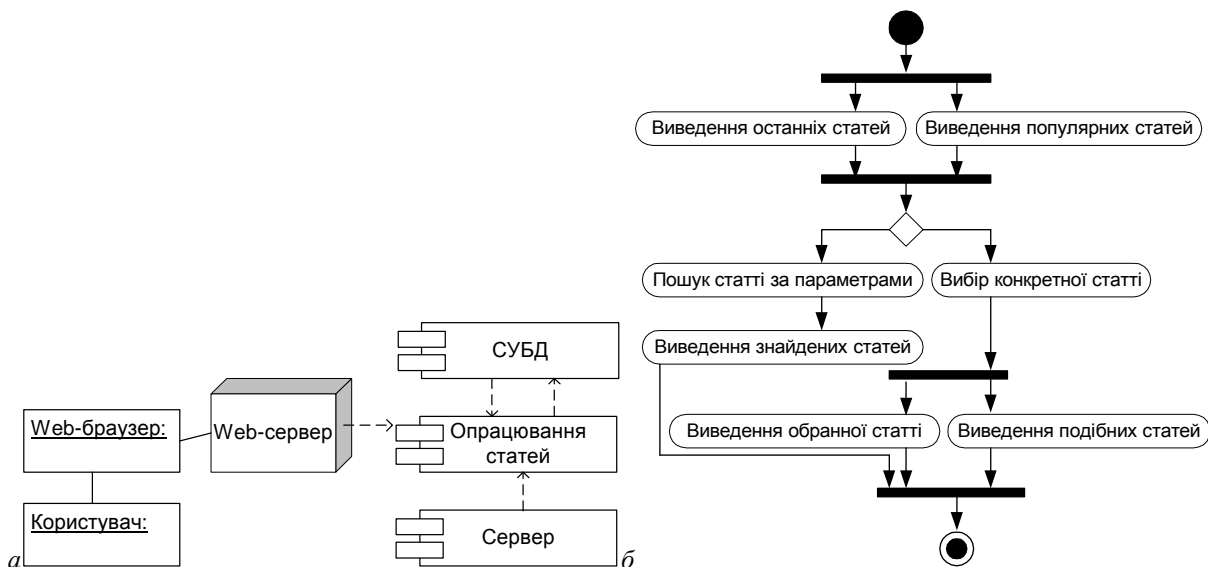 Виведення останніх статей
Виведення популярних статей
Пошук статті за параметрами
Вибір конкретної статті
Виведення знайдених статей
Виведення обранної статті
Виведення подібних статей
СУБД
Web-браузер:
Web-сервер
Опрацювання
статей
Користувач:
Сервер
а
б